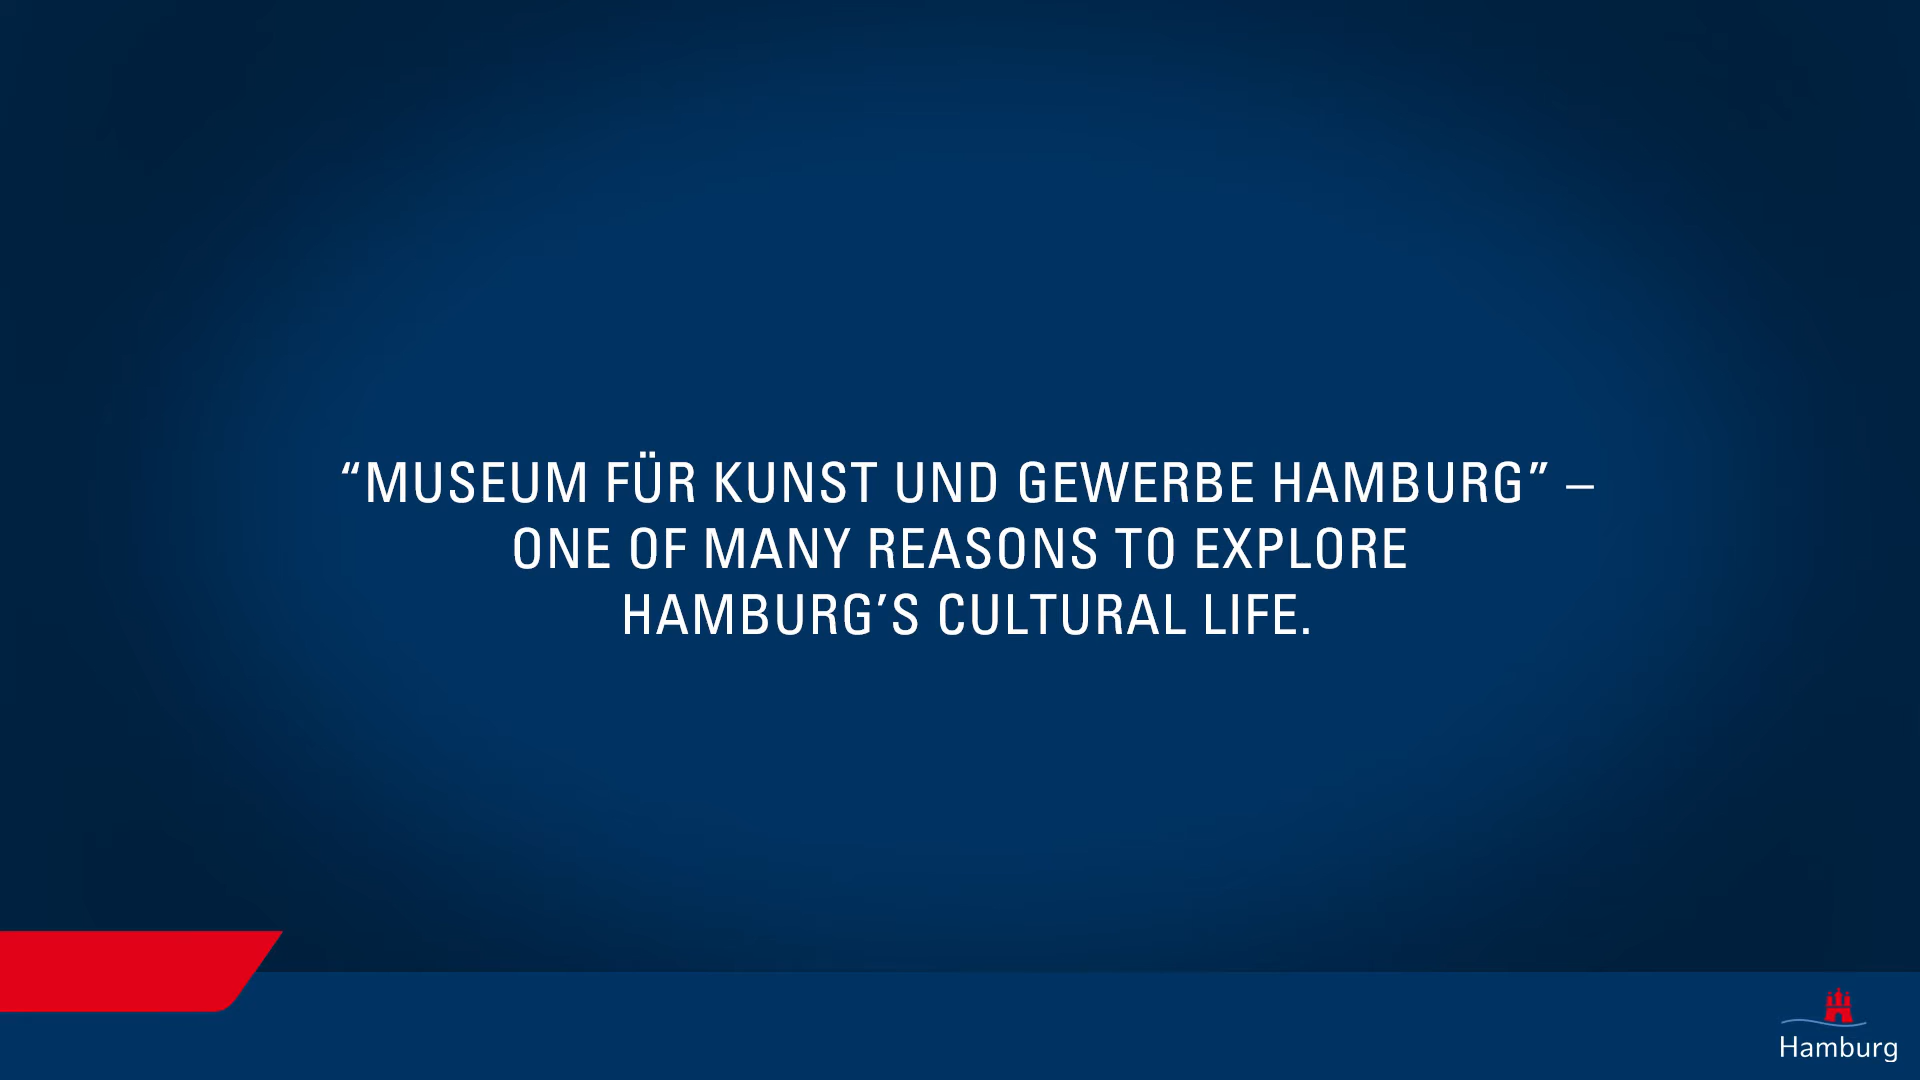 “MUSEUM FÜR KUNST UND GEWERBE HAMBURG” –
ONE OF MANY REASONS TO EXPLORE
HAMBURG’S CULTURAL LIFE.
Hamburg